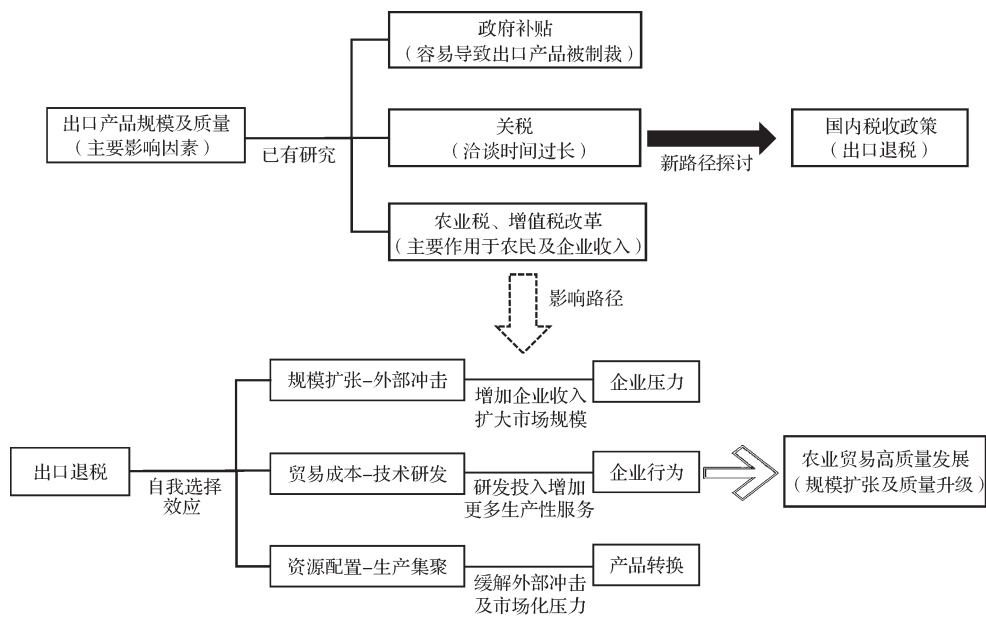 政府补贴
（容易导致出口产品被制裁）
出口产品规模及质量
（主要影响因素）
已有研究
关税
（洽谈时间过长）
新路径探讨
国内税收政策
（出口退税）
农业税、增值税改革
（主要作用于农民及企业收入）
影响路径
规模扩张–外部冲击
增加企业收入
扩大市场规模
企业压力
出口退税
自我选择
效应
贸易成本–技术研发
研发投入增加
更多生产性服务
企业行为
农业贸易高质量发展
（规模扩张及质量升级）
资源配置–生产集聚
缓解外部冲击
及市场化压力
产品转换